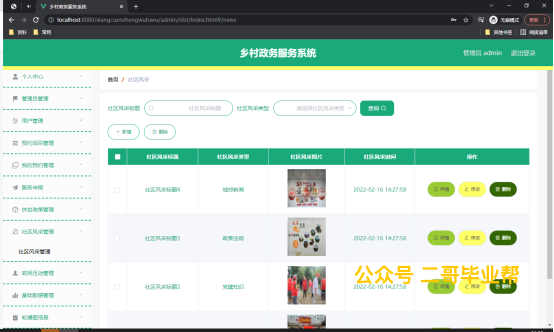 乡村政务服务系统
localhost:8080/xiangcunzhengwufuwu/admin/dist/index.html#/news
无痕模式
更新
资料
常用
其他书签
阅读清单
乡村政务服务系统
管理员 admin
退出登录
个人中心
管理员管理
用户管理
预约项目管理
我的预约管理
服务审核
扶贫政策管理
社区风采管理
社区风采管理
政民互动管理
基础数据管理
轮播图信息
首页 / 社区风采
社区风采标题
社区风采标题
社区风采类型
请选择社区风采类型
查询
+ 新增
删除
社区风采标题 社区风采类型 社区风采图片 社区风采时间 操作
社区风采标题4 城镇新闻 2022-02-16 14:27:58 详情 修改 删除
社区风采标题3 政策法规 2022-02-16 14:27:58 详情 修改 删除
社区风采标题2 党建知识 2022-02-16 14:27:58 详情 修改 删除
公众号 二哥毕业帮